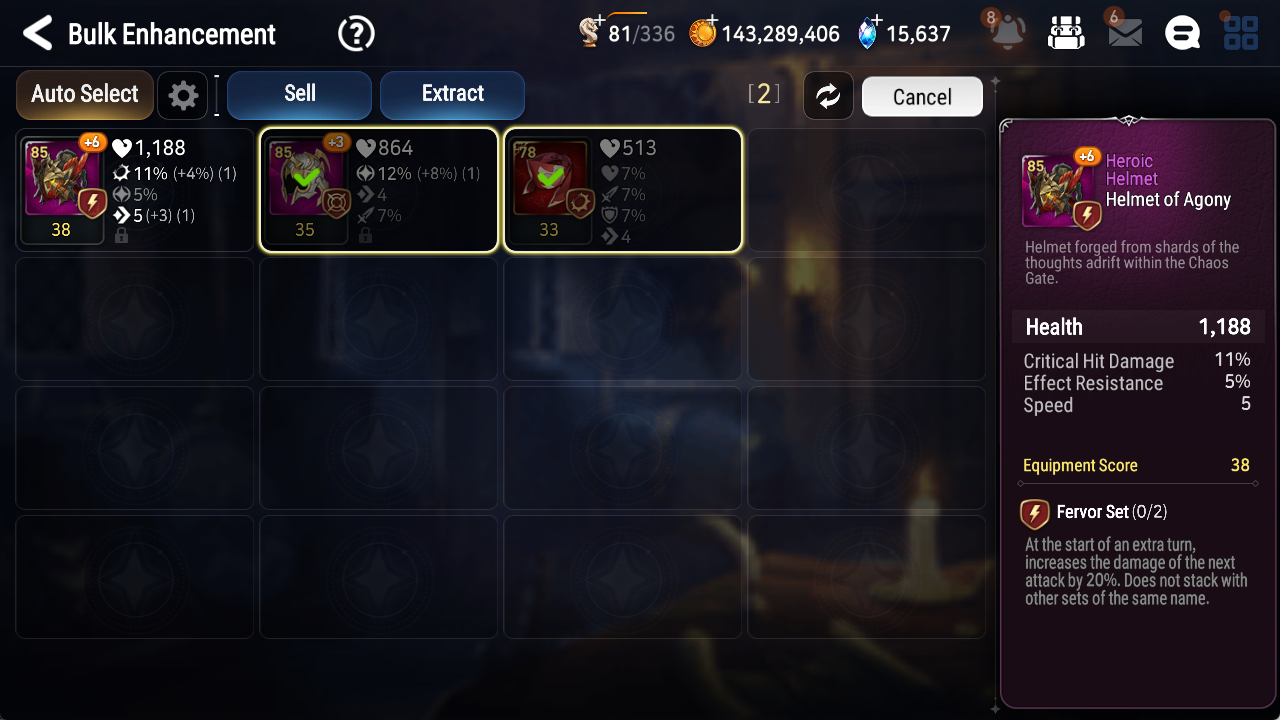 Bulk Enhancement
?
81/336
143,289,406
15,637
8
6
Auto Select
Sell
Extract
[2]
Cancel
85
+6
38
1,188
11% (+4%) (1)
5%
5 (+3) (1)
85
+3
35
864
12% (+8%) (1)
4
7%
78
33
513
7%
7%
7%
4
85
+6
Heroic
Helmet
Helmet of Agony
Helmet forged from shards of the
thoughts adrift within the Chaos
Gate.
Health 1,188
Critical Hit Damage 11%
Effect Resistance 5%
Speed 5
Equipment Score 38
Fervor Set (0/2)
At the start of an extra turn,
increases the damage of the next
attack by 20%. Does not stack with
other sets of the same name.